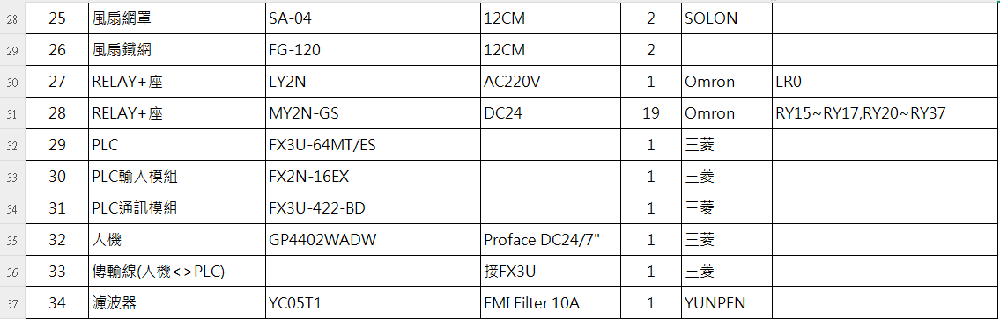 28 25 風扇網罩 SA-04 12CM 2 SOLON
29 26 風扇鐵網 FG-120 12CM 2
30 27 RELAY+座 LY2N AC220V 1 Omron LR0
31 28 RELAY+座 MY2N-GS DC24 19 Omron RY15~RY17,RY20~RY37
32 29 PLC FX3U-64MT/ES 1 三菱
33 30 PLC輸入模組 FX2N-16EX 1 三菱
34 31 PLC通訊模組 FX3U-422-BD 1 三菱
35 32 人機 GP4402WADW Proface DC24/7" 1 三菱
36 33 傳輸線(人機<>PLC) 接FX3U 1 三菱
37 34 濾波器 YC05T1 EMI Filter 10A 1 YUNPEN